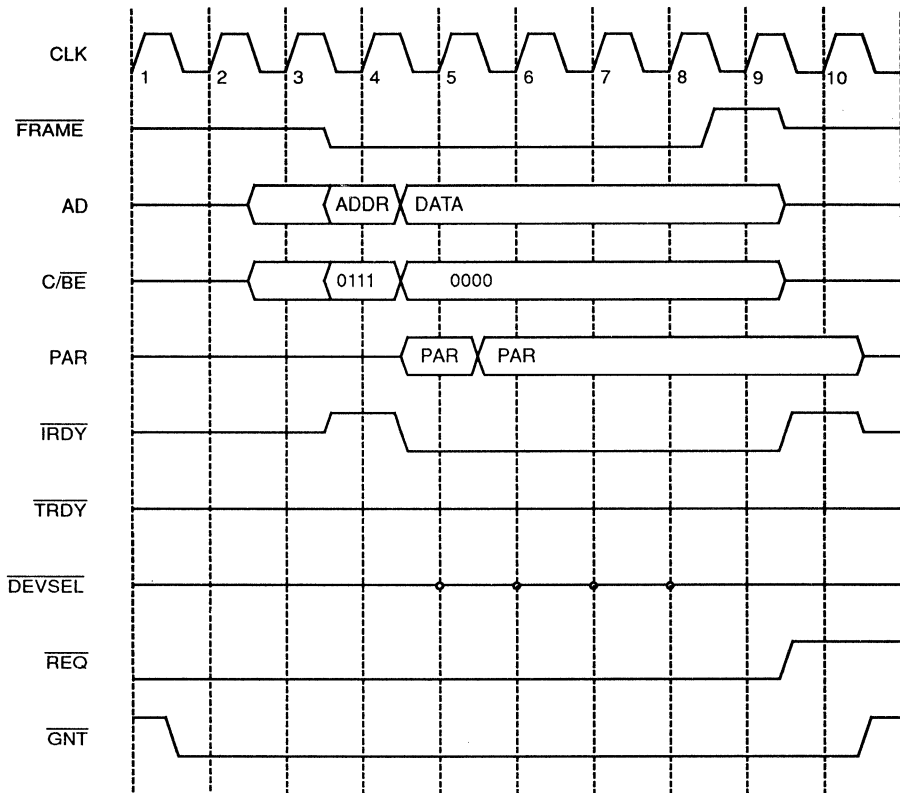 CLK
1 2 3 4 5 6 7 8 9 10
FRAME
AD
ADDR DATA
C/BE
0111 0000
PAR
PAR PAR
IRDY
TRDY
DEVSEL
REQ
GNT